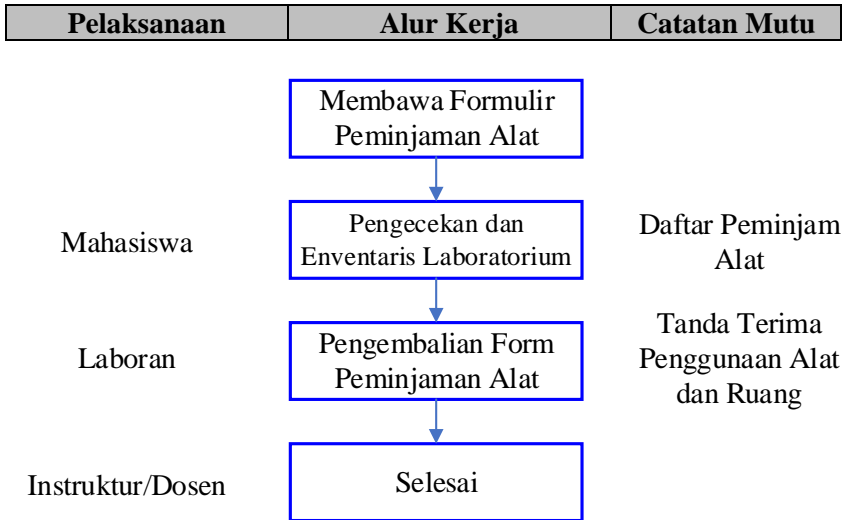 Pelaksanaan Alur Kerja Catatan Mutu
Membawa Formulir
Peminjaman Alat
Mahasiswa
Pengecekan dan
Enventaris Laboratorium
Daftar Peminjam
Alat
Laboran
Pengembalian Form
Peminjaman Alat
Tanda Terima
Penggunaan Alat
dan Ruang
Instruktur/Dosen
Selesai